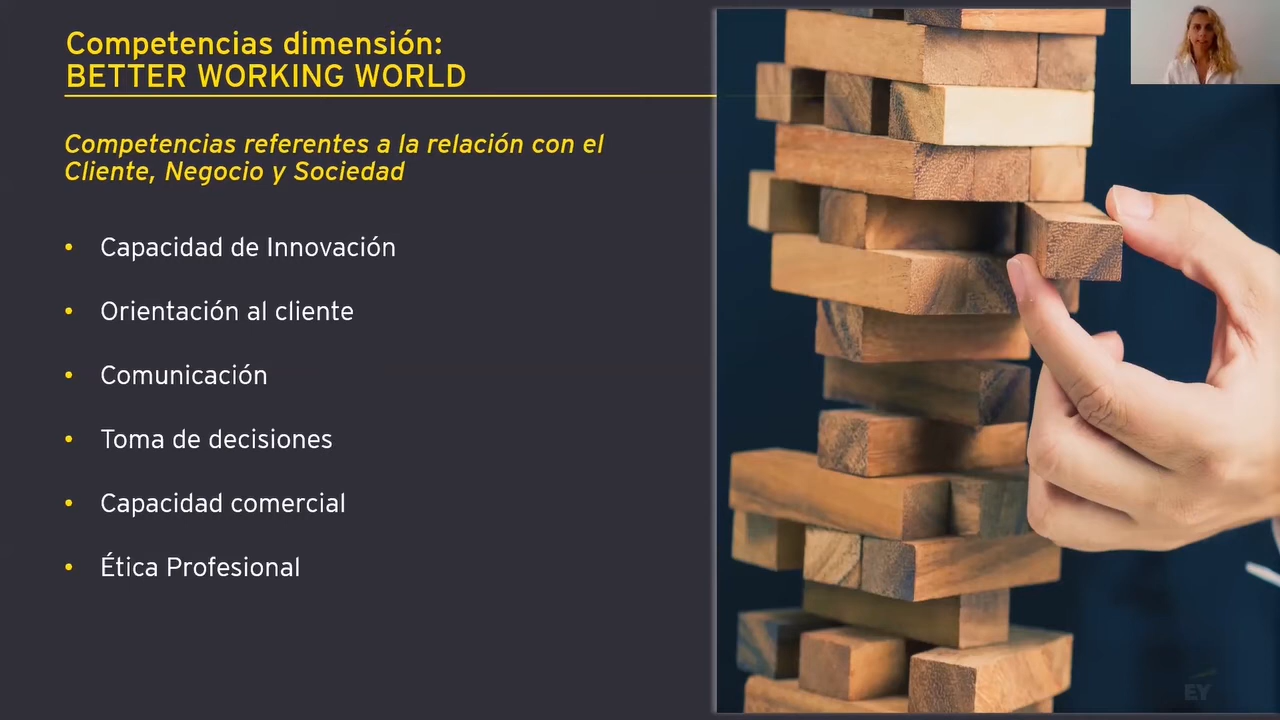 Competencias dimensión:
BETTER WORKING WORLD
Competencias referentes a la relación con el
Cliente, Negocio y Sociedad
• Capacidad de Innovación
• Orientación al cliente
• Comunicación
• Toma de decisiones
• Capacidad comercial
• Ética Profesional
EY